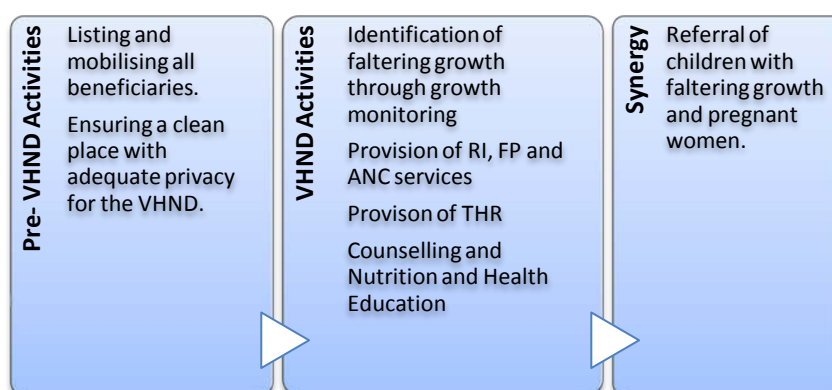 Pre- VHND Activities
Listing and
mobilising all
beneficiaries.
Ensuring a clean
place with
adequate privacy
for the VHND.
VHND Activities
Identification of
faltering growth
through growth
monitoring
Provision of RI, FP and
ANC services
Provison of THR
Counselling and
Nutrition and Health
Education
Synergy
Referral of
children with
faltering growth
and pregnant
women.